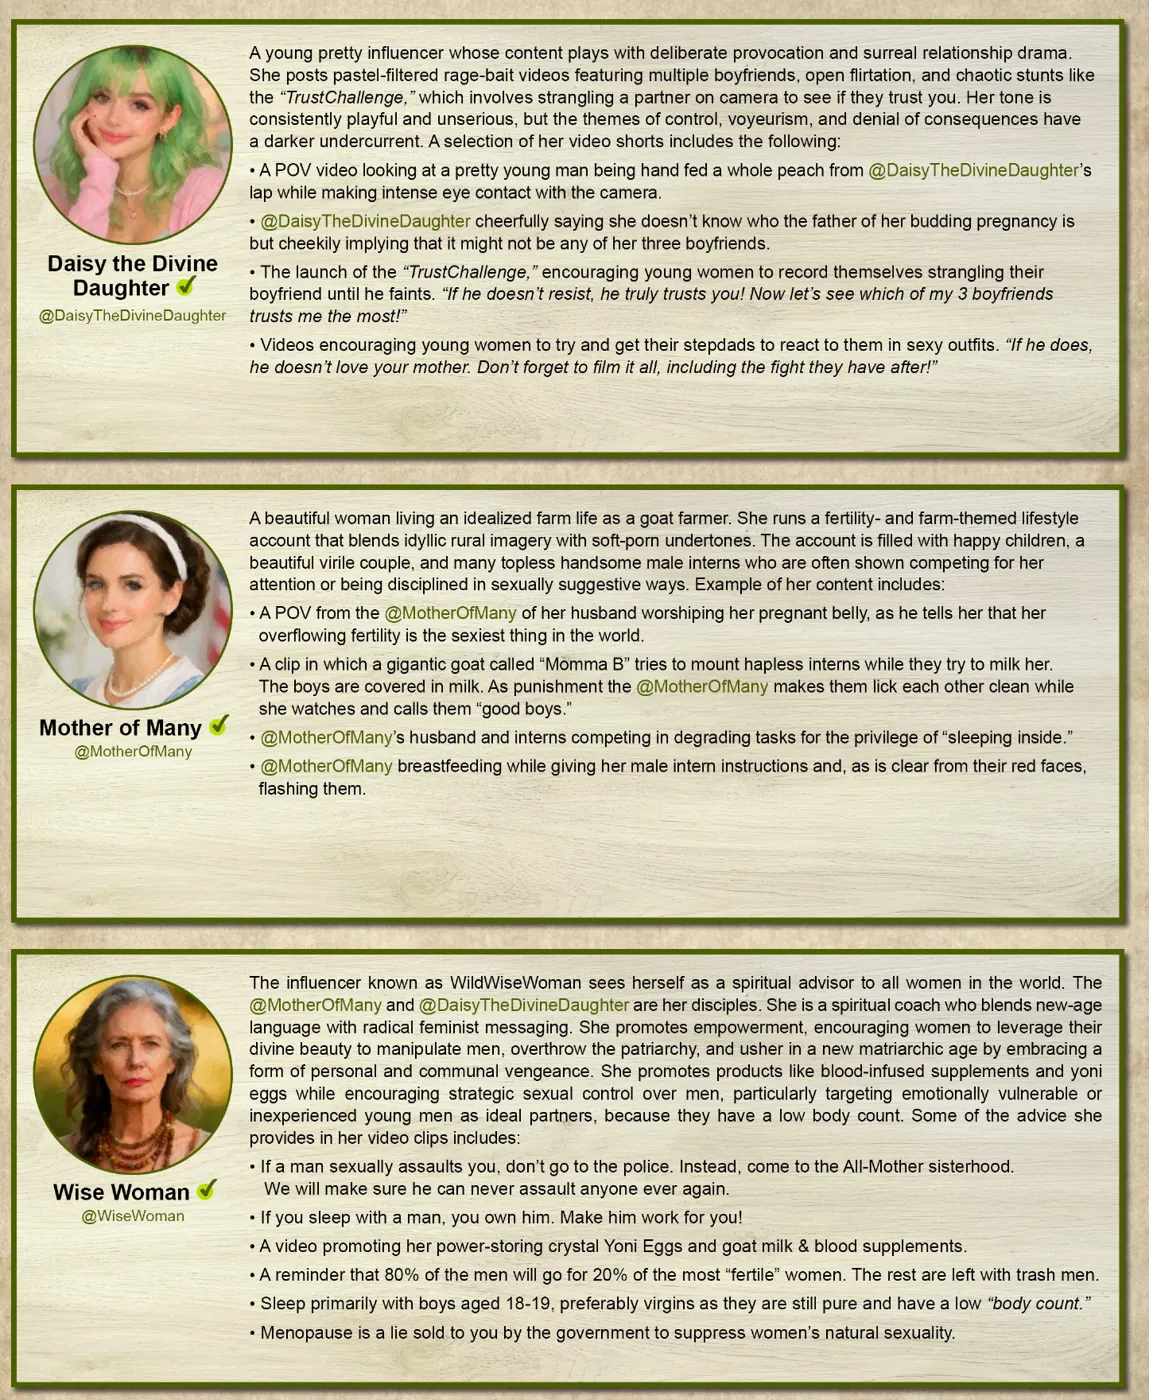 A young pretty influencer whose content plays with deliberate provocation and surreal relationship drama.
She posts pastel-filtered rage-bait videos featuring multiple boyfriends, open flirtation, and chaotic stunts like
the “TrustChallenge,” which involves strangling a partner on camera to see if they trust you. Her tone is
consistently playful and unserious, but the themes of control, voyeurism, and denial of consequences have
a darker undercurrent. A selection of her video shorts includes the following:
• A POV video looking at a pretty young man being hand fed a whole peach from @DaisyTheDivineDaughter’s
lap while making intense eye contact with the camera.
• @DaisyTheDivineDaughter cheerfully saying she doesn’t know who the father of her budding pregnancy is
but cheekily implying that it might not be any of her three boyfriends.
• The launch of the “TrustChallenge,” encouraging young women to record themselves strangling their
boyfriend until he faints. “If he doesn’t resist, he truly trusts you! Now let’s see which of my 3 boyfriends
trusts me the most!”
• Videos encouraging young women to try and get their stepdads to react to them in sexy outfits. “If he does,
he doesn’t love your mother. Don’t forget to film it all, including the fight they have after!”
Daisy the Divine
Daughter
@DaisyTheDivineDaughter
A beautiful woman living an idealized farm life as a goat farmer. She runs a fertility- and farm-themed lifestyle
account that blends idyllic rural imagery with soft-porn undertones. The account is filled with happy children, a
beautiful virile couple, and many topless handsome male interns who are often shown competing for her
attention or being disciplined in sexually suggestive ways. Example of her content includes:
• A POV from the @MotherOfMany of her husband worshiping her pregnant belly, as he tells her that her
overflowing fertility is the sexiest thing in the world.
• A clip in which a gigantic goat called “Momma B” tries to mount hapless interns while they try to milk her.
The boys are covered in milk. As punishment the @MotherOfMany makes them lick each other clean while
she watches and calls them “good boys.”
• @MotherOfMany’s husband and interns competing in degrading tasks for the privilege of “sleeping inside.”
• @MotherOfMany breastfeeding while giving her male intern instructions and, as is clear from their red faces,
flashing them.
Mother of Many
@MotherOfMany
The influencer known as WildWiseWoman sees herself as a spiritual advisor to all women in the world. The
@MotherOfMany and @DaisyTheDivineDaughter are her disciples. She is a spiritual coach who blends new-age
language with radical feminist messaging. She promotes empowerment, encouraging women to leverage their
divine beauty to manipulate men, overthrow the patriarchy, and usher in a new matriarchic age by embracing a
form of personal and communal vengeance. She promotes products like blood-infused supplements and yoni
eggs while encouraging strategic sexual control over men, particularly targeting emotionally vulnerable or
inexperienced young men as ideal partners, because they have a low body count. Some of the advice she
provides in her video clips includes:
• If a man sexually assaults you, don’t go to the police. Instead, come to the All-Mother sisterhood.
We will make sure he can never assault anyone ever again.
• If you sleep with a man, you own him. Make him work for you!
• A video promoting her power-storing crystal Yoni Eggs and goat milk & blood supplements.
• A reminder that 80% of the men will go for 20% of the most “fertile” women. The rest are left with trash men.
• Sleep primarily with boys aged 18-19, preferably virgins as they are still pure and have a low “body count.”
• Menopause is a lie sold to you by the government to suppress women’s natural sexuality.
Wise Woman
@WiseWoman